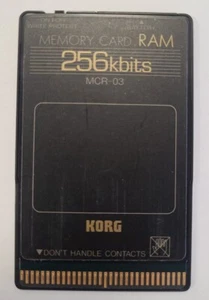 MEMORY CARD RAM
256kbits
MCR-03
KORG
▼DON'T HANDLE CONTACTS